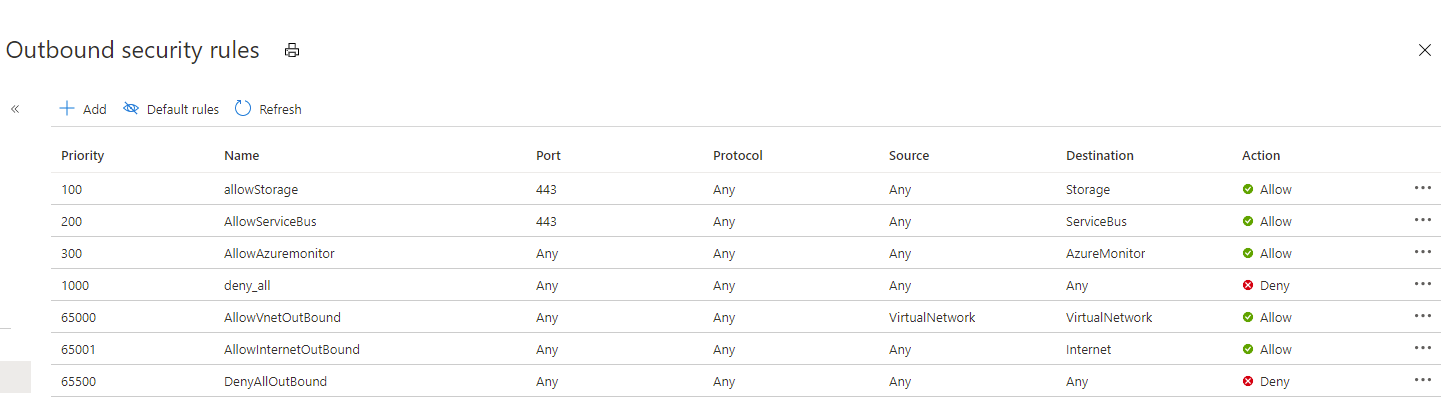 Outbound security rules
Add Default rules Refresh
Priority Name Port Protocol Source Destination Action
100 allowStorage 443 Any Any Storage Allow
200 AllowServiceBus 443 Any Any ServiceBus Allow
300 AllowAzuremonitor Any Any Any AzureMonitor Allow
1000 deny_all Any Any Any Any Deny
65000 AllowVnetOutBound Any Any VirtualNetwork VirtualNetwork Allow
65001 AllowInternetOutBound Any Any Any Internet Allow
65500 DenyAllOutBound Any Any Any Any Deny